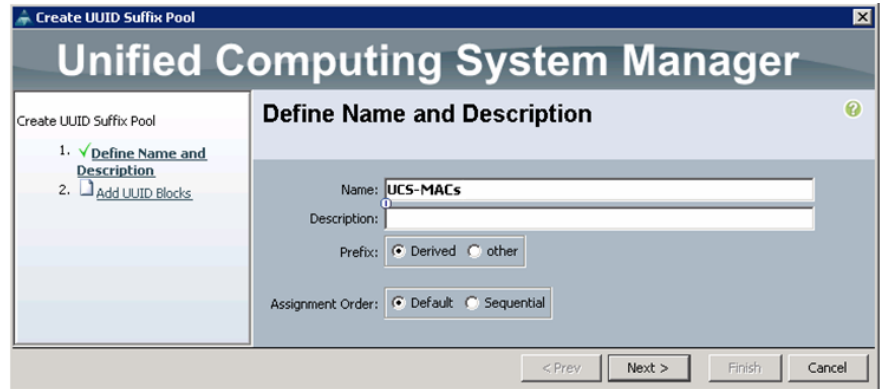 Create UUID Suffix Pool
Unified Computing System Manager
Create UUID Suffix Pool
1. Define Name and
Description
2. Add UUID Blocks
Define Name and Description
Name: UCS-MACs
Description:
Prefix: Derived other
Assignment Order: Default Sequential
< Prev Next > Finish Cancel